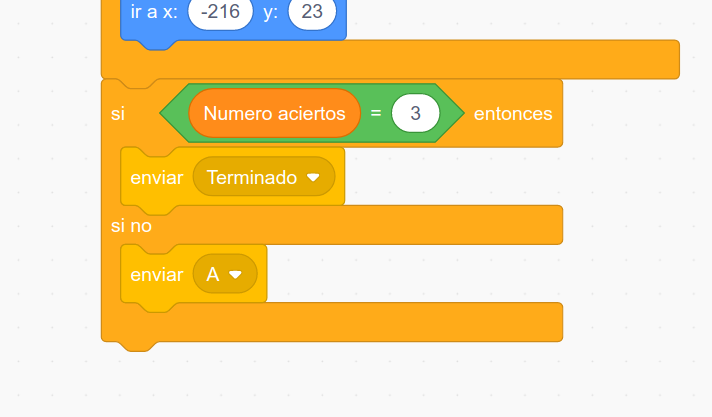 ir a x: -216 y: 23
si Numero aciertos = 3 entonces
enviar Terminado
si no
enviar A